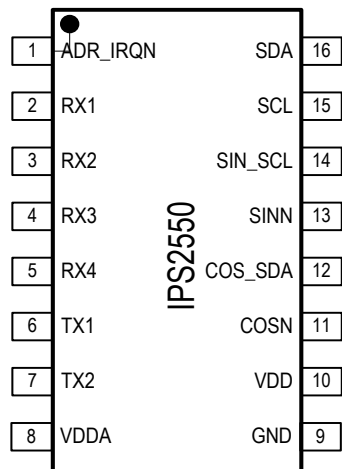 1 ADR_IRQN SDA 16
2 RX1 SCL 15
3 RX2 SIN_SCL 14
4 RX3 SINN 13
5 RX4 COS_SDA 12
6 TX1 COSN 11
7 TX2 VDD 10
8 VDDA GND 9
IPS2550